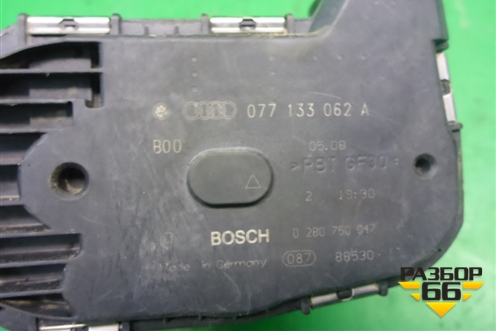 077 133 062 A
B00
05.08
>PBT GF30<
2 19:30
BOSCH 0 280 750 047
Made in Germany 087 88530
РАЗБОР
66